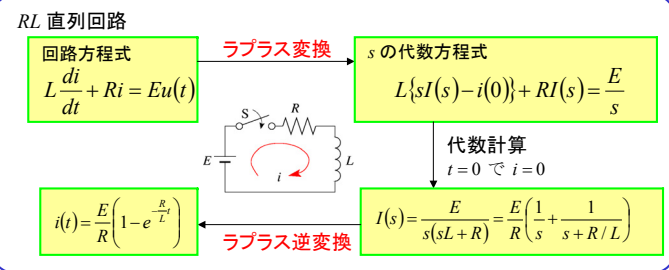 RL 直列回路
回路方程式
L di/dt + Ri = Eu(t)
ラプラス変換
s の代数方程式
L{sI(s) − i(0)} + RI(s) = E/s
S
R
E
i
L
代数計算
t = 0 で i = 0
I(s) = E/(s(sL + R)) = E/R (1/s + 1/(s + R/L))
ラプラス逆変換
i(t) = E/R (1 − e^(−(R/L)t))